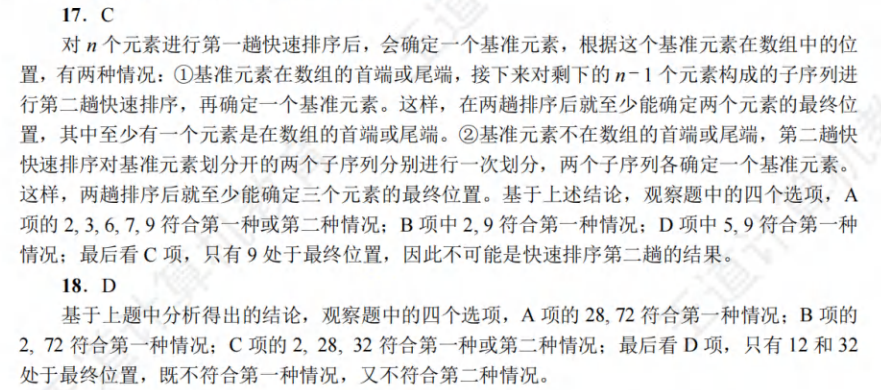 17. C
对 n 个元素进行第一趟快速排序后，会确定一个基准元素，根据这个基准元素在数组中的位
置，有两种情况：①基准元素在数组的首端或尾端，接下来对剩下的 n－1 个元素构成的子序列进
行第二趟快速排序，再确定一个基准元素。这样，在两趟排序后就至少能确定两个元素的最终位
置，其中至少有一个元素是在数组的首端或尾端。②基准元素不在数组的首端或尾端，第二趟快
快速排序对基准元素划分开的两个子序列分别进行一次划分，两个子序列各确定一个基准元素。
这样，两趟排序后就至少能确定三个元素的最终位置。基于上述结论，观察题中的四个选项，A
项的 2, 3, 6, 7, 9 符合第一种或第二种情况；B 项中 2, 9 符合第一种情况；D 项中 5, 9 符合第一种
情况；最后看 C 项，只有 9 处于最终位置，因此不可能是快速排序第二趟的结果。
18. D
基于上题中分析得出的结论，观察题中的四个选项，A 项的 28, 72 符合第一种情况；B 项的
2, 72 符合第一种情况；C 项的 2, 28, 32 符合第一种或第二种情况；最后看 D 项，只有 12 和 32
处于最终位置，既不符合第一种情况，又不符合第二种情况。